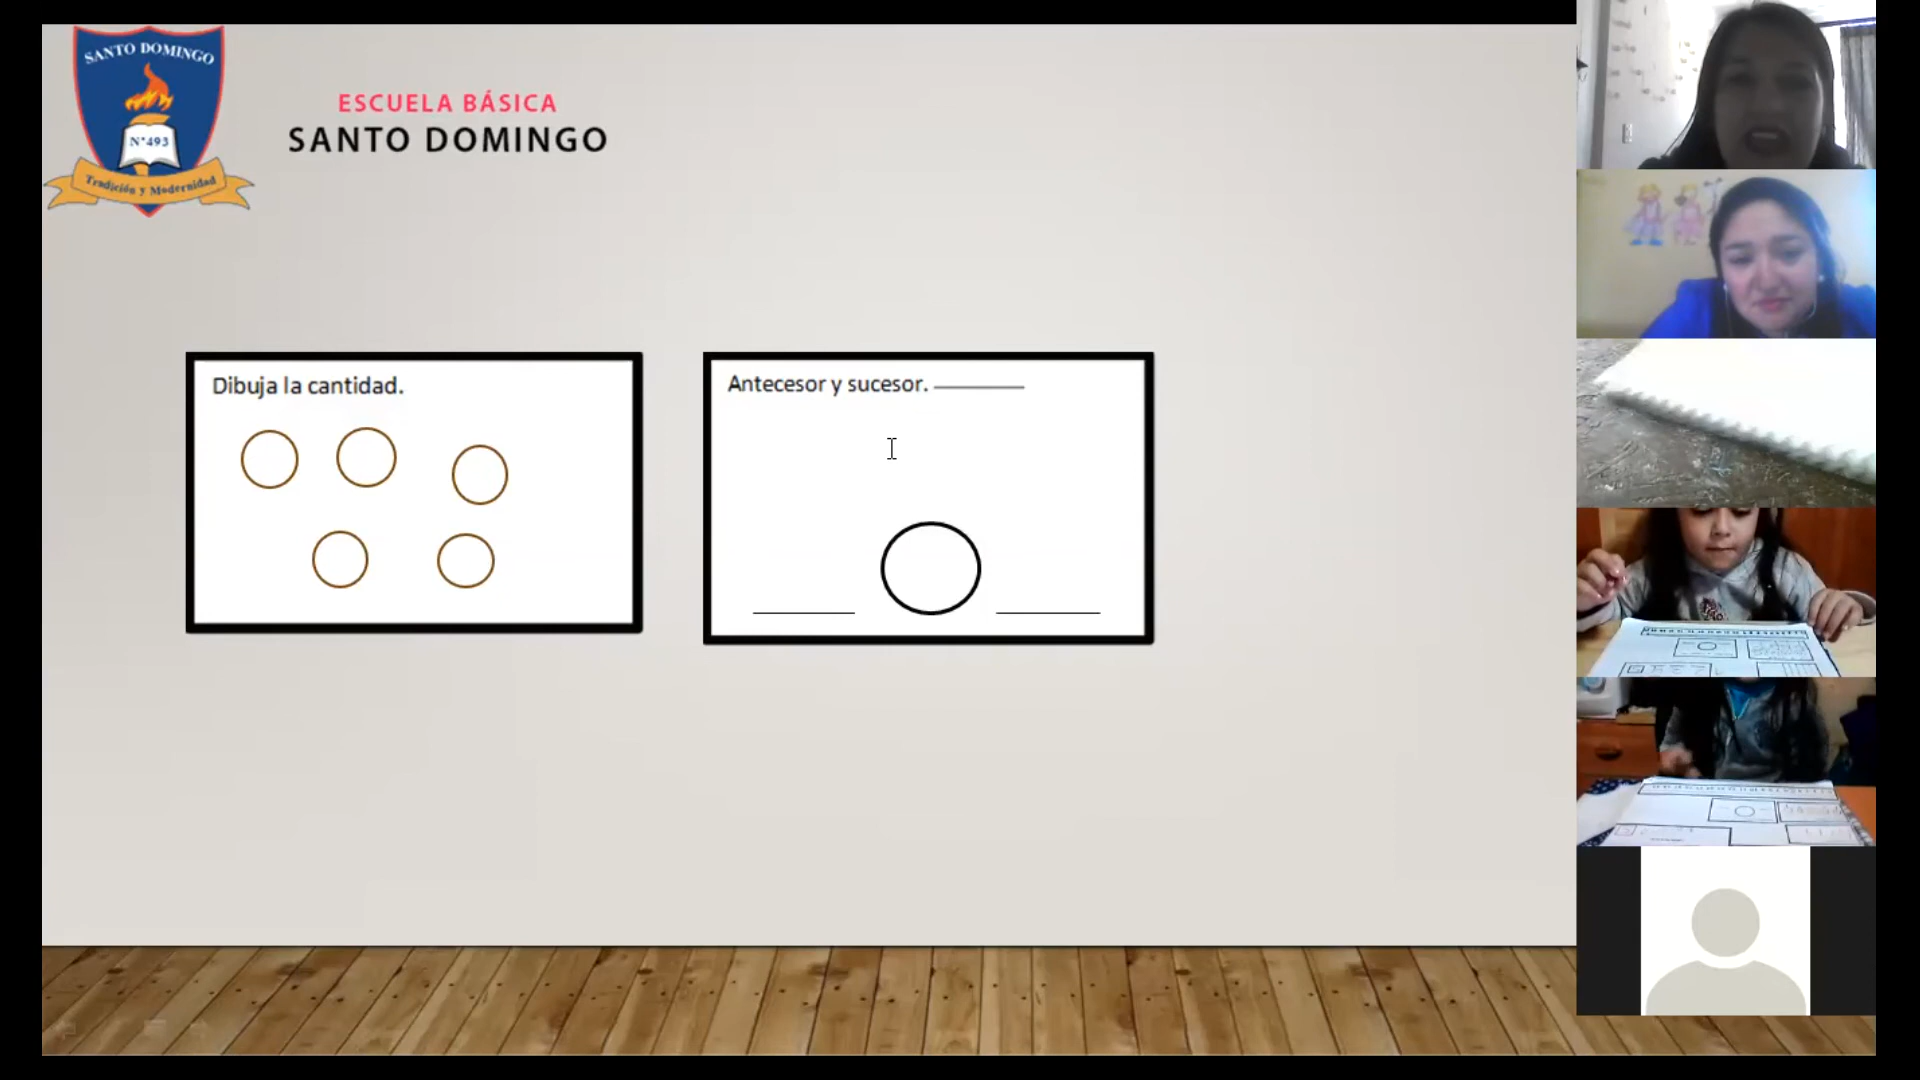 SANTO DOMINGO
N°493
Tradición y Modernidad
ESCUELA BÁSICA
SANTO DOMINGO
Dibuja la cantidad.
Antecesor y sucesor.